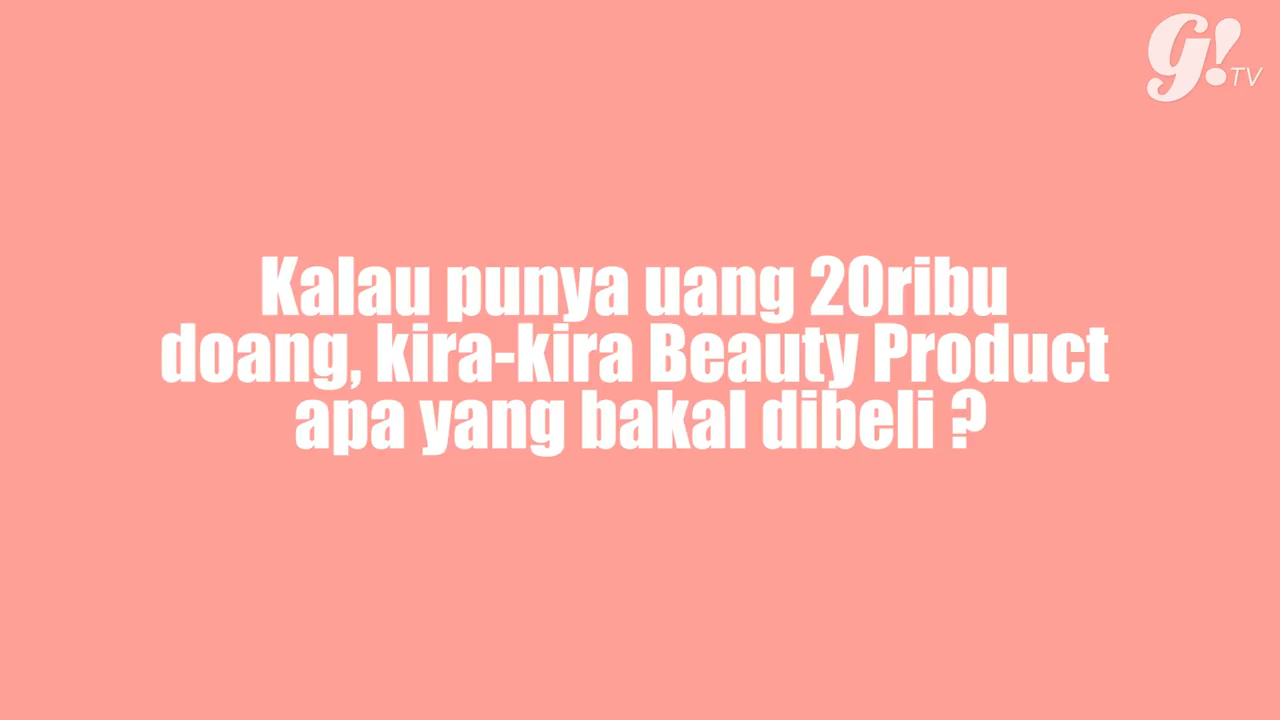 G!TV
Kalau punya uang 20ribu
doang, kira-kira Beauty Product
apa yang bakal dibeli ?